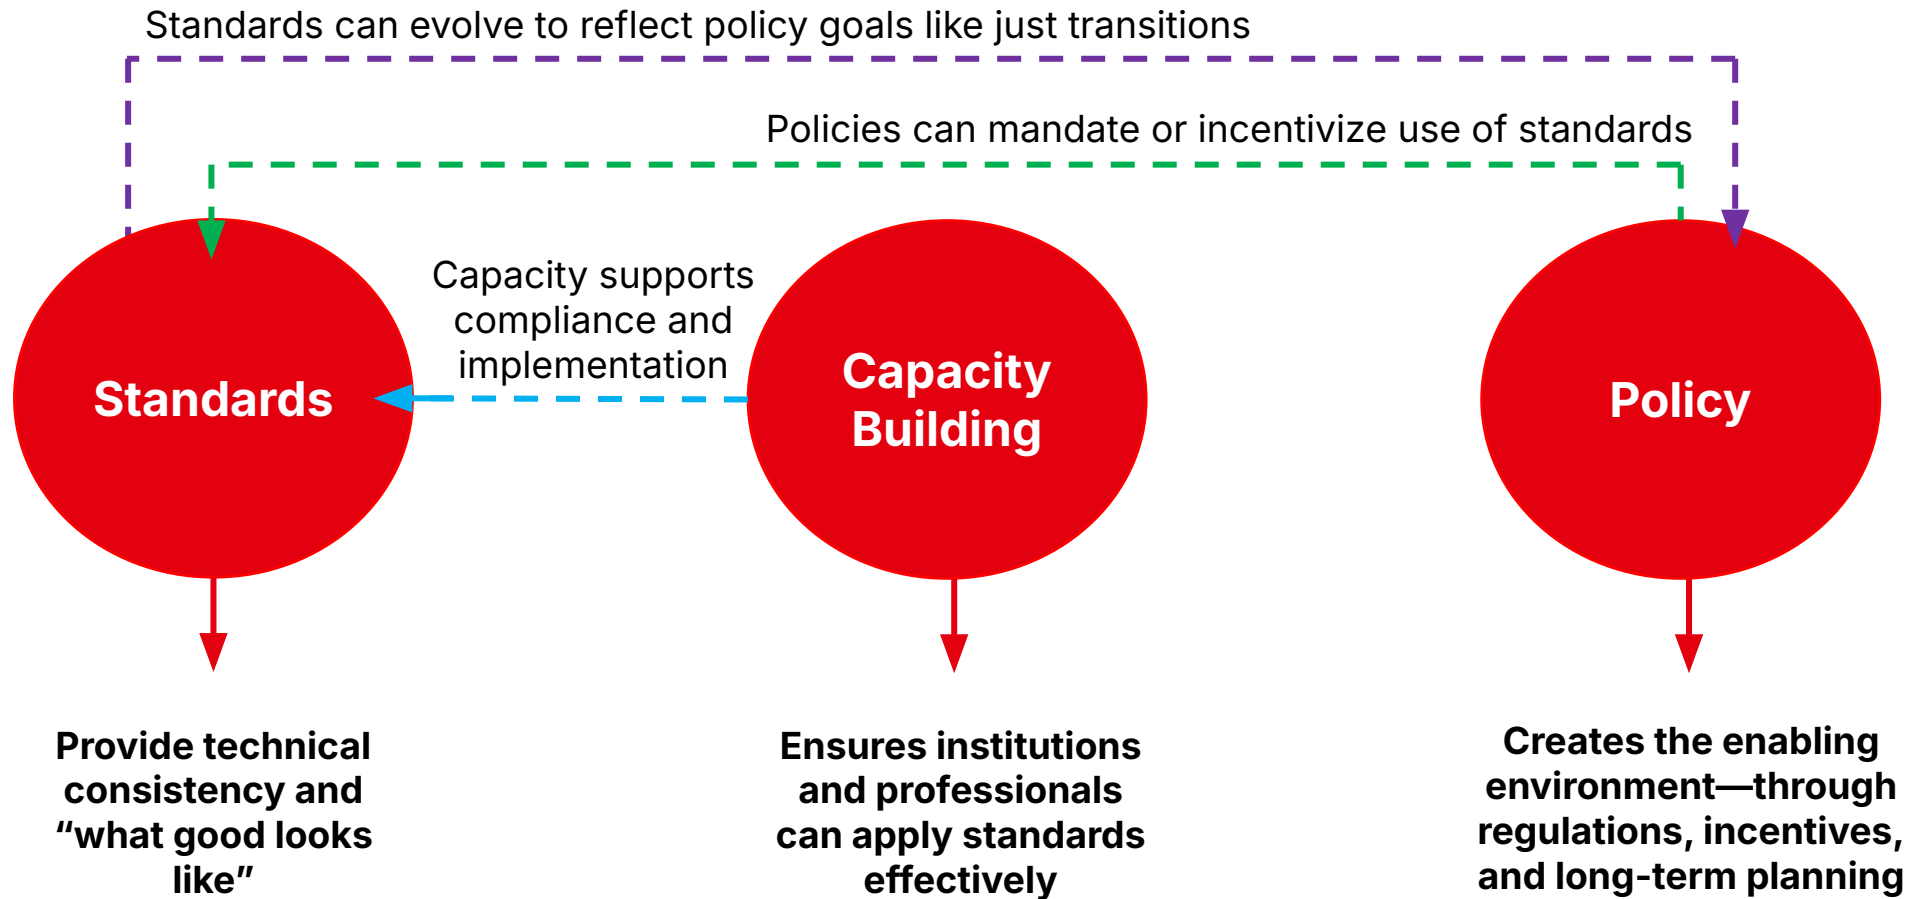 Standards can evolve to reflect policy goals like just transitions
Policies can mandate or incentivize use of standards
Capacity supports
compliance and
implementation
Standards
Capacity
Building
Policy
Provide technical
consistency and
“what good looks
like”
Ensures institutions
and professionals
can apply standards
effectively
Creates the enabling
environment—through
regulations, incentives,
and long-term planning